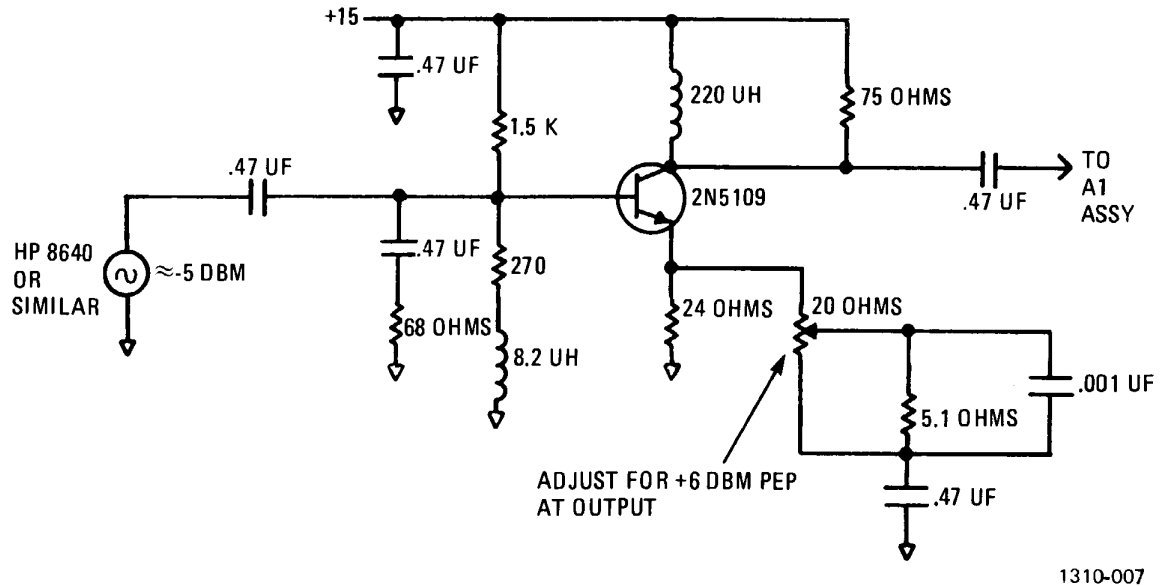 +15
.47 UF
220 UH
75 OHMS
1.5 K
.47 UF
2N5109
.47 UF
TO
A1
ASSY
HP 8640
OR
SIMILAR
≈-5 DBM
.47 UF
270
68 OHMS
8.2 UH
24 OHMS
20 OHMS
.001 UF
5.1 OHMS
ADJUST FOR +6 DBM PEP
AT OUTPUT
.47 UF
1310-007